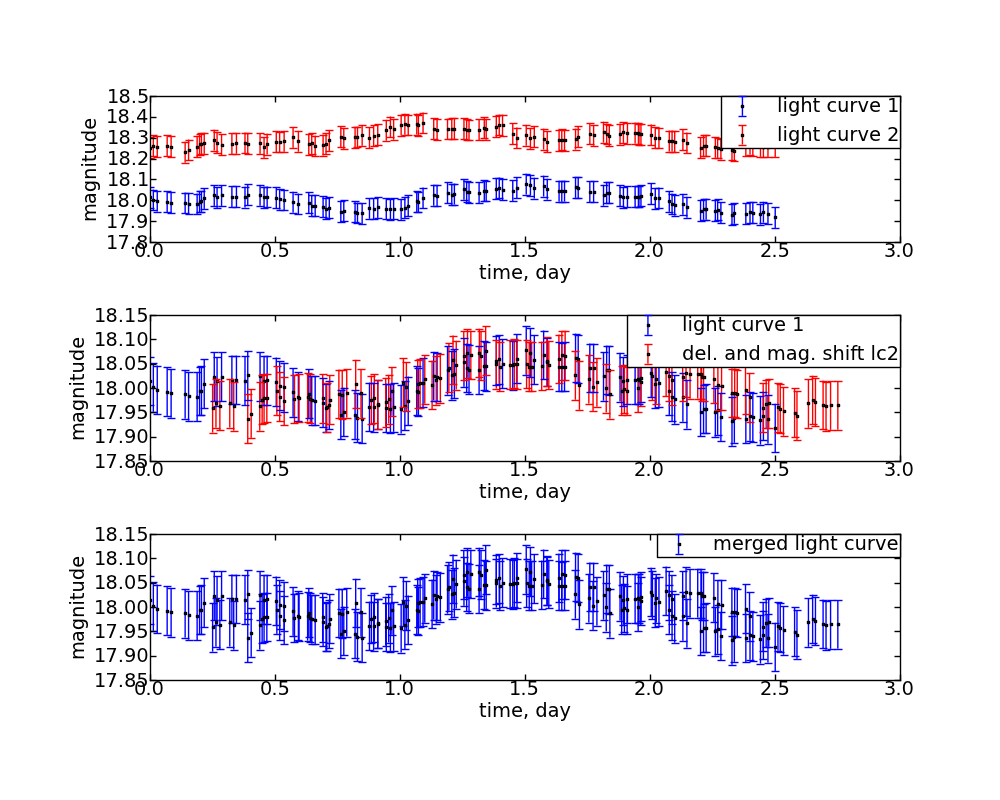 18.5
18.4
18.3
18.2
18.1
18.0
17.9
17.8
magnitude
light curve 1
light curve 2
0.0 0.5 1.0 1.5 2.0 2.5 3.0
time, day
18.15
18.10
18.05
18.00
17.95
17.90
17.85
magnitude
light curve 1
del. and mag. shift lc2
0.0 0.5 1.0 1.5 2.0 2.5 3.0
time, day
18.15
18.10
18.05
18.00
17.95
17.90
17.85
magnitude
merged light curve
0.0 0.5 1.0 1.5 2.0 2.5 3.0
time, day